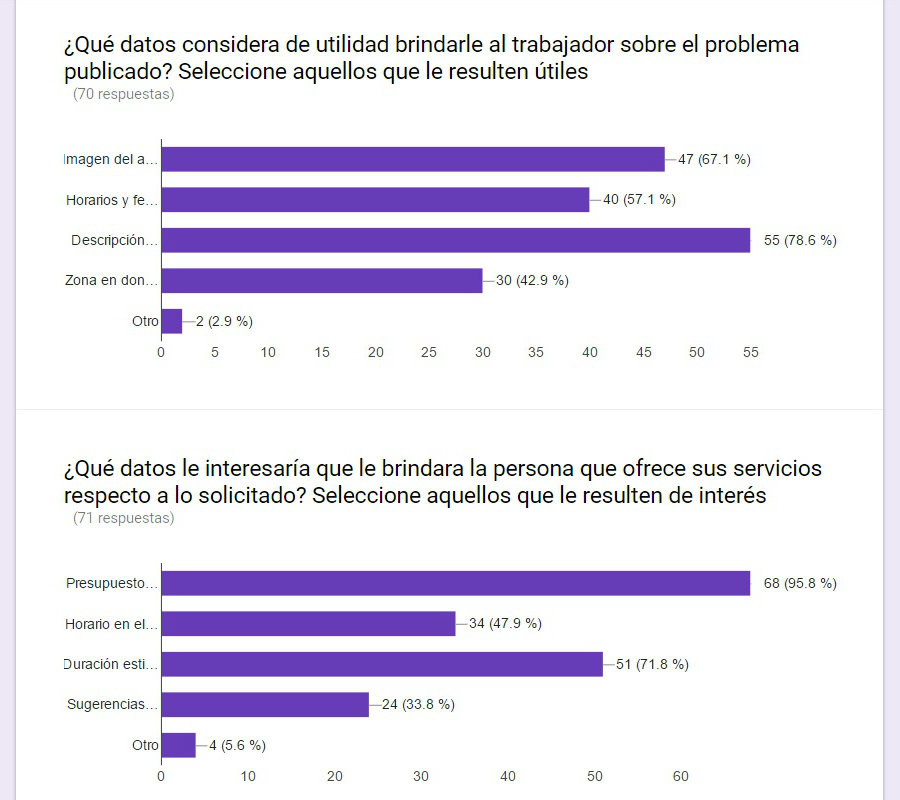 ¿Qué datos considera de utilidad brindarle al trabajador sobre el problema
publicado? Seleccione aquellos que le resulten útiles
(70 respuestas)
Imagen del a... 47 (67.1 %)
Horarios y fe... 40 (57.1 %)
Descripción... 55 (78.6 %)
Zona en don... 30 (42.9 %)
Otro 2 (2.9 %)
0 5 10 15 20 25 30 35 40 45 50 55
¿Qué datos le interesaría que le brindara la persona que ofrece sus servicios
respecto a lo solicitado? Seleccione aquellos que le resulten de interés
(71 respuestas)
Presupuesto... 68 (95.8 %)
Horario en el... 34 (47.9 %)
Duración esti... 51 (71.8 %)
Sugerencias... 24 (33.8 %)
Otro 4 (5.6 %)
0 10 20 30 40 50 60